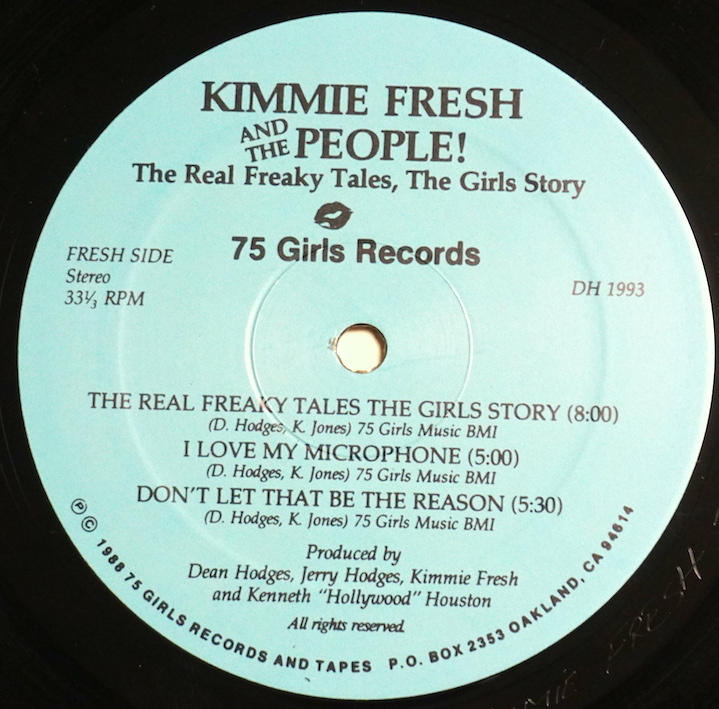 KIMMIE FRESH
AND THE PEOPLE!
The Real Freaky Tales, The Girls Story
75 Girls Records
FRESH SIDE
Stereo
33⅓ RPM
DH 1993
THE REAL FREAKY TALES THE GIRLS STORY (8:00)
(D. Hodges, K. Jones) 75 Girls Music BMI
I LOVE MY MICROPHONE (5:00)
(D. Hodges, K. Jones) 75 Girls Music BMI
DON'T LET THAT BE THE REASON (5:30)
(D. Hodges, K. Jones) 75 Girls Music BMI
Produced by
Dean Hodges, Jerry Hodges, Kimmie Fresh
and Kenneth "Hollywood" Houston
All rights reserved
℗ © 1988 75 GIRLS RECORDS AND TAPES P.O. BOX 2353 OAKLAND, CA 94614
FRESH